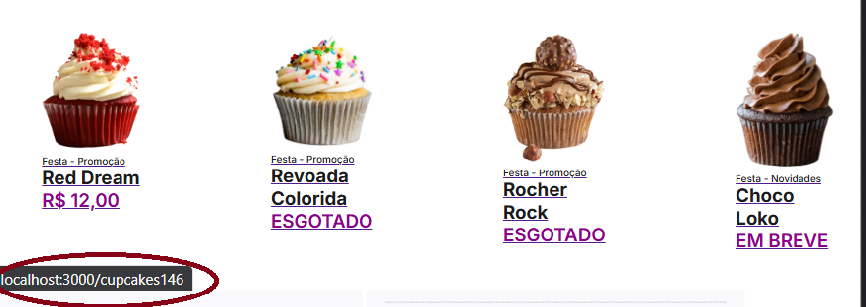 Festa - Promoção
Red Dream
R$ 12,00
Festa - Promoção
Revoada
Colorida
ESGOTADO
Festa - Promoção
Rocher
Rock
ESGOTADO
Festa - Novidades
Choco
Loko
EM BREVE
localhost:3000/cupcakes146